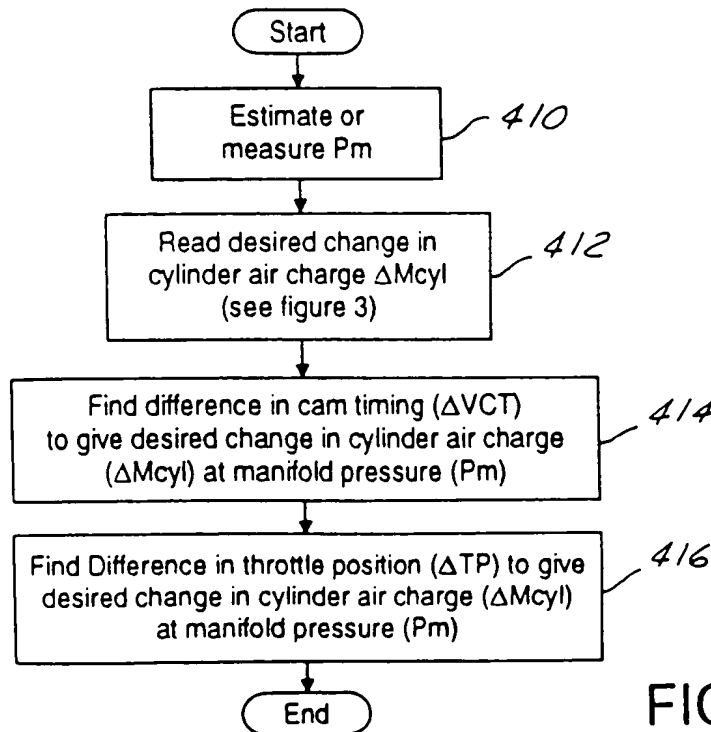 Start
Estimate or
measure Pm
410
Read desired change in
cylinder air charge ΔMcyl
(see figure 3)
412
Find difference in cam timing (ΔVCT)
to give desired change in cylinder air charge
(ΔMcyl) at manifold pressure (Pm)
414
Find Difference in throttle position (ΔTP) to give
desired change in cylinder air charge (ΔMcyl)
at manifold pressure (Pm)
416
End